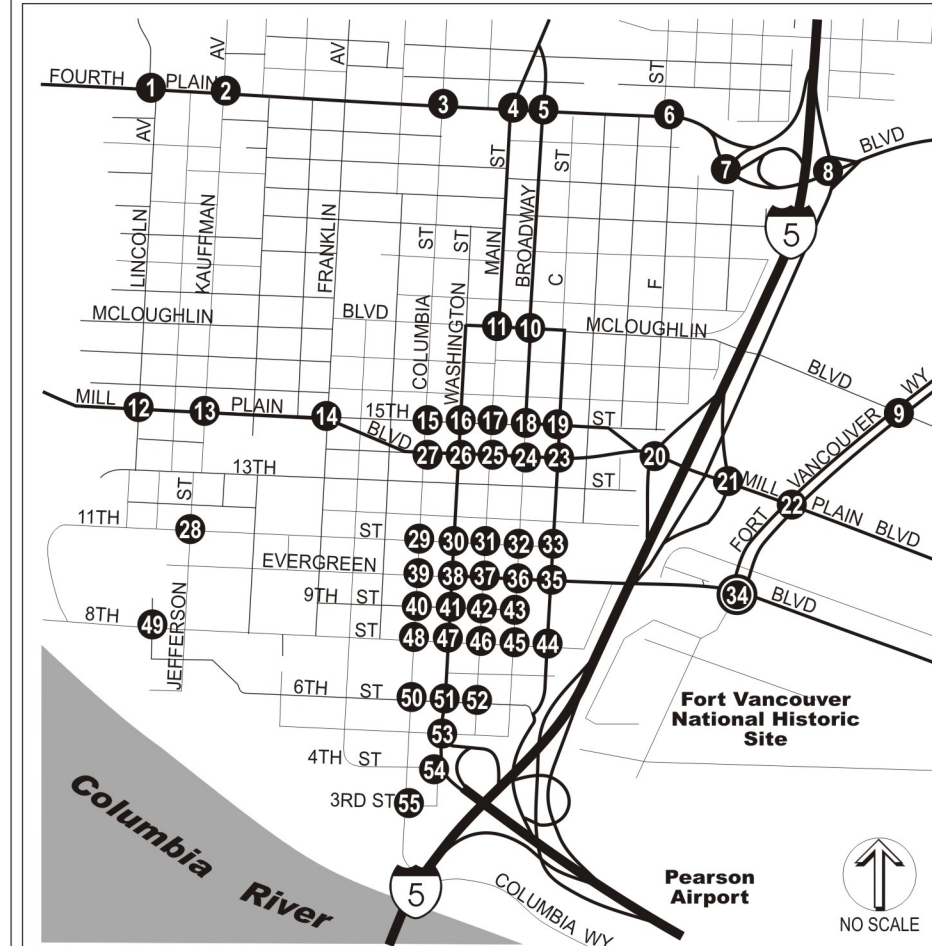 AV
AV
ST
FOURTH PLAIN
1
2
3
4
5
6
7
8
BLVD
AV
LINCOLN
KAUFFMAN
FRANKLIN
COLUMBIA
ST
WASHINGTON
ST
MAIN
ST
BROADWAY
C
ST
F
5
MCLOUGHLIN
BLVD
11
10
MCLOUGHLIN
BLVD
WY
9
MILL
12
13
PLAIN
14
15TH
15
16
17
18
19
ST
BLVD
27
26
25
24
23
20
21
MILL
22
PLAIN BLVD
FORT VANCOUVER
13TH
ST
ST
11TH
28
ST
29
30
31
32
33
EVERGREEN
39
38
37
36
35
34
BLVD
9TH ST
40
41
42
43
8TH
49
JEFFERSON
ST
48
47
46
45
44
6TH ST
50
51
52
53
4TH ST
54
3RD ST
55
Fort Vancouver
National Historic
Site
Columbia River
5
COLUMBIA WY
Pearson
Airport
NO SCALE